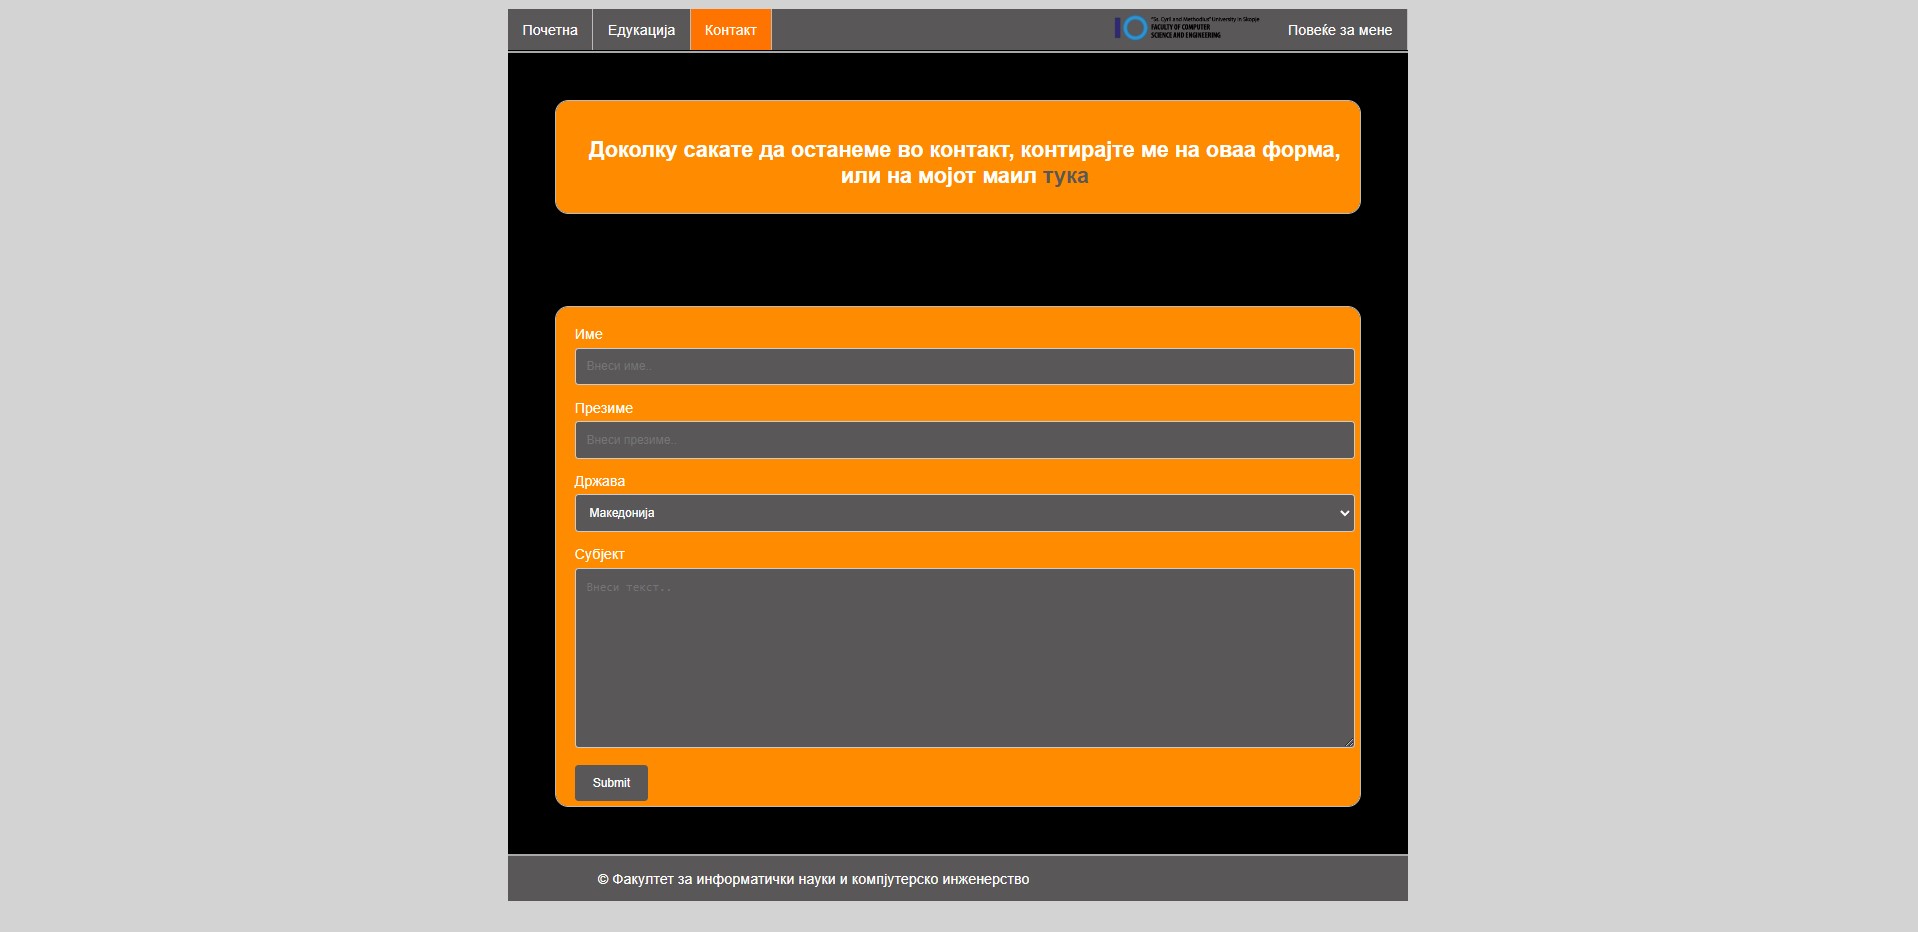 Почетна Едукација Контакт "Ss. Cyril and Methodius" University in Skopje Повеќе за мене
FACULTY OF COMPUTER
SCIENCE AND ENGINEERING
Доколку сакате да останеме во контакт, контирајте ме на оваа форма,
или на мојот маил тука
Име
Внеси име..
Презиме
Внеси презиме..
Држава
Македонија
Субјект
Внеси текст..
Submit
© Факултет за информатички науки и компјутерско инженерство